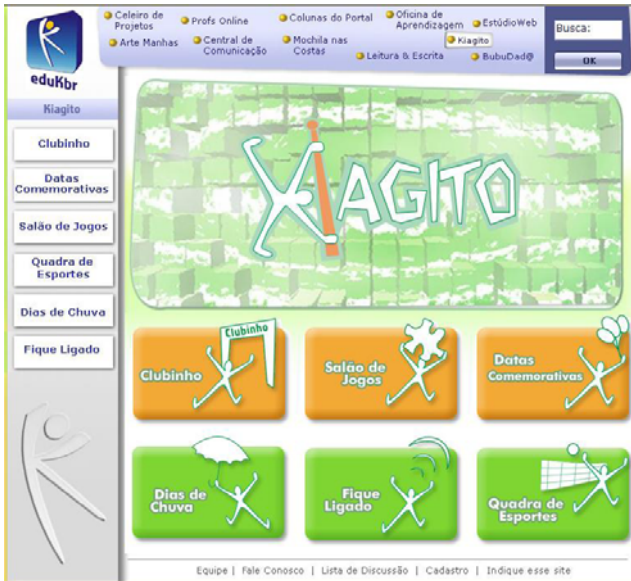 Celeiro de
Projetos
Profs Online
Colunas do Portal
Oficina de
Aprendizagem
EstúdioWeb
Arte Manhas
Central de
Comunicação
Mochila nas
Costas
Leitura & Escrita
Kiagito
BubuDad@
Busca:
OK
eduKbr
Kiagito
Clubinho
Datas
Comemorativas
Salão de Jogos
Quadra de
Esportes
Dias de Chuva
Fique Ligado
KIAGITO
Clubinho
Clubinho
Salão de
Jogos
Datas
Comemorativas
Dias de
Chuva
Fique
Ligado
Quadra de
Esportes
Equipe | Fale Conosco | Lista de Discussão | Cadastro | Indique esse site